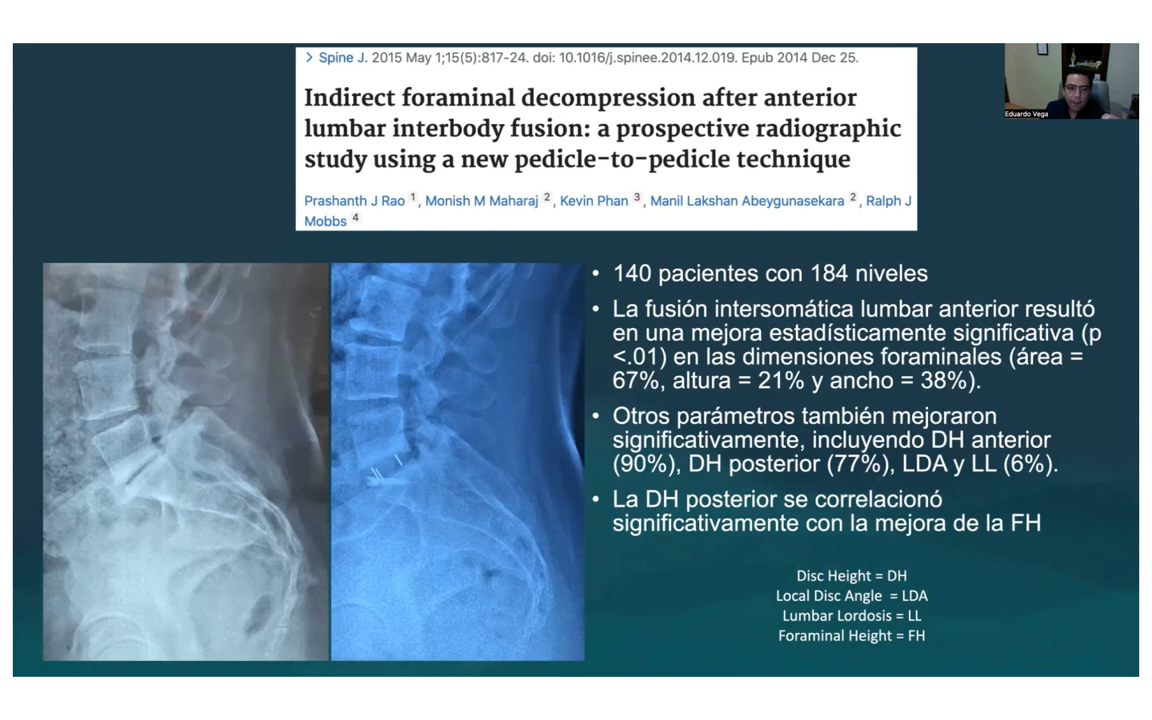 > Spine J. 2015 May 1;15(5):817-24. doi: 10.1016/j.spinee.2014.12.019. Epub 2014 Dec 25.
Indirect foraminal decompression after anterior
lumbar interbody fusion: a prospective radiographic
study using a new pedicle-to-pedicle technique
Prashanth J Rao 1, Monish M Maharaj 2, Kevin Phan 3, Manil Lakshan Abeygunasekara 2, Ralph J
Mobbs 4
Eduardo Vega
• 140 pacientes con 184 niveles
• La fusión intersomática lumbar anterior resultó
en una mejora estadísticamente significativa (p
<.01) en las dimensiones foraminales (área =
67%, altura = 21% y ancho = 38%).
• Otros parámetros también mejoraron
significativamente, incluyendo DH anterior
(90%), DH posterior (77%), LDA y LL (6%).
• La DH posterior se correlacionó
significativamente con la mejora de la FH
Disc Height = DH
Local Disc Angle = LDA
Lumbar Lordosis = LL
Foraminal Height = FH